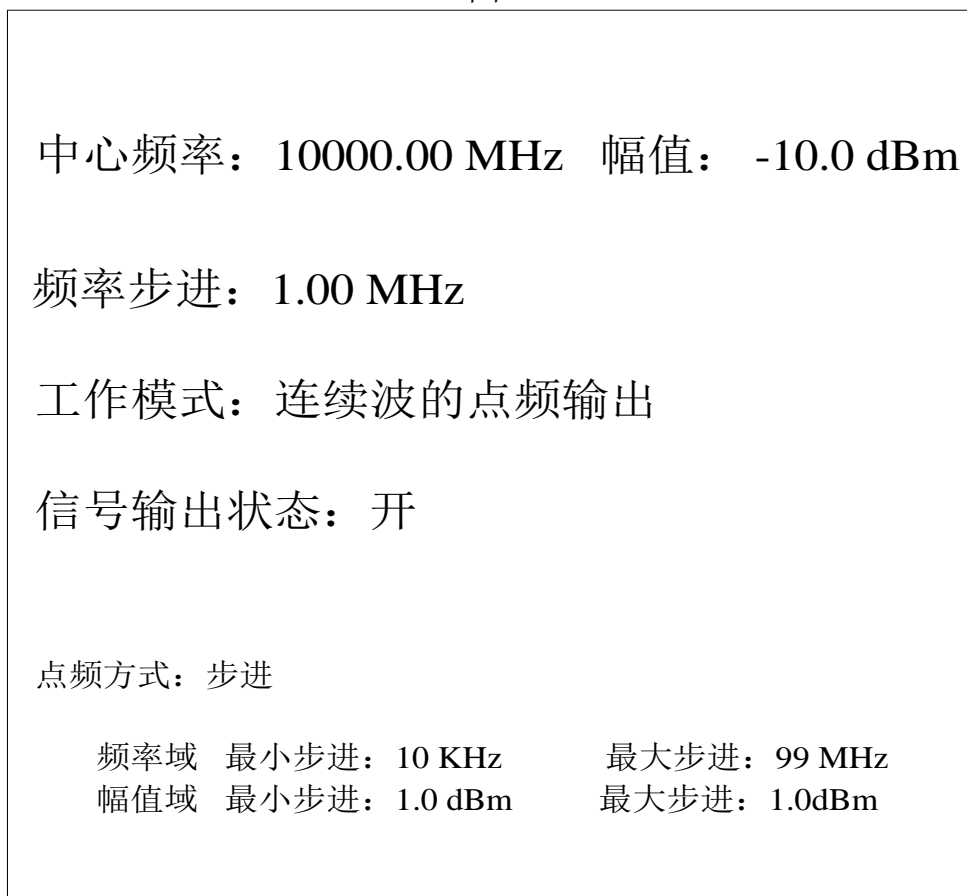 中心频率：10000.00 MHz 幅值： -10.0 dBm
频率步进：1.00 MHz
工作模式：连续波的点频输出
信号输出状态：开
点频方式：步进
频率域 最小步进：10 KHz 最大步进：99 MHz
幅值域 最小步进：1.0 dBm 最大步进：1.0dBm